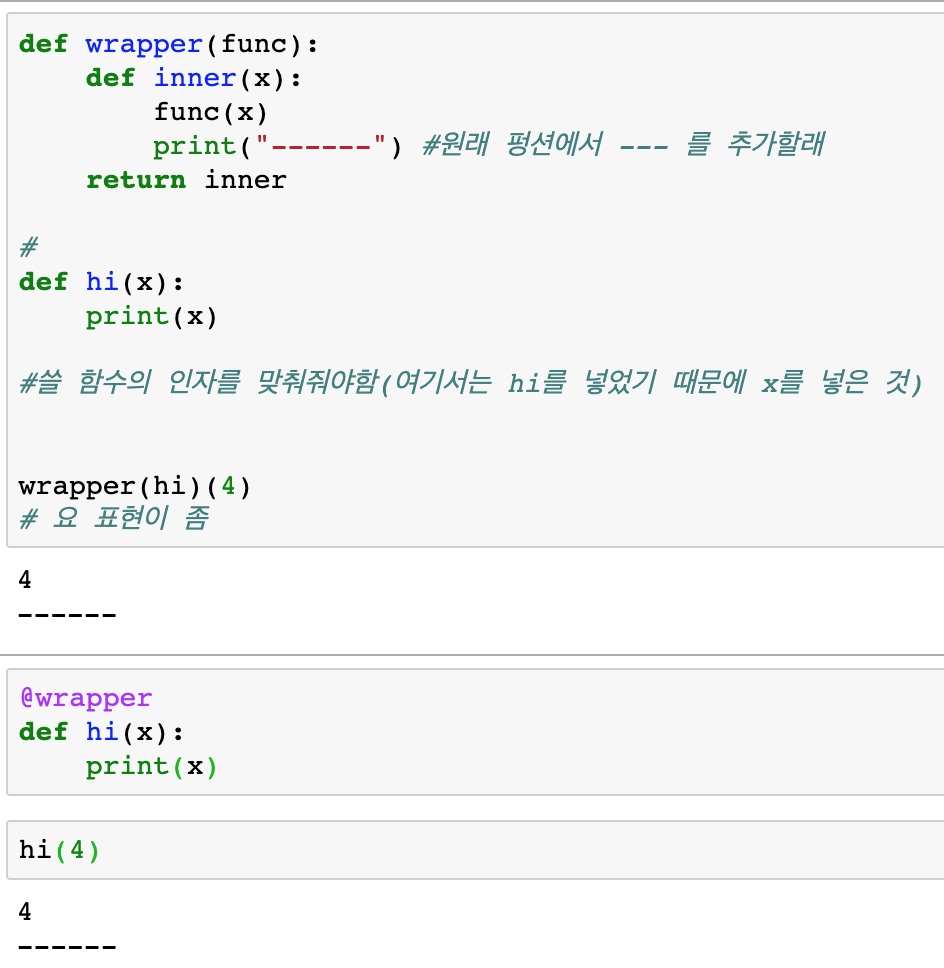 def wrapper(func):
    def inner(x):
        func(x)
        print("------") #원래 펑션에서 --- 를 추가할래
    return inner
#
def hi(x):
    print(x)
#쓸 함수의 인자를 맞춰줘야함(여기서는 hi를 넣었기 때문에 x를 넣은 것)
wrapper(hi)(4)
# 요 표현이 좀
4
------
@wrapper
def hi(x):
    print(x)
hi(4)
4
------